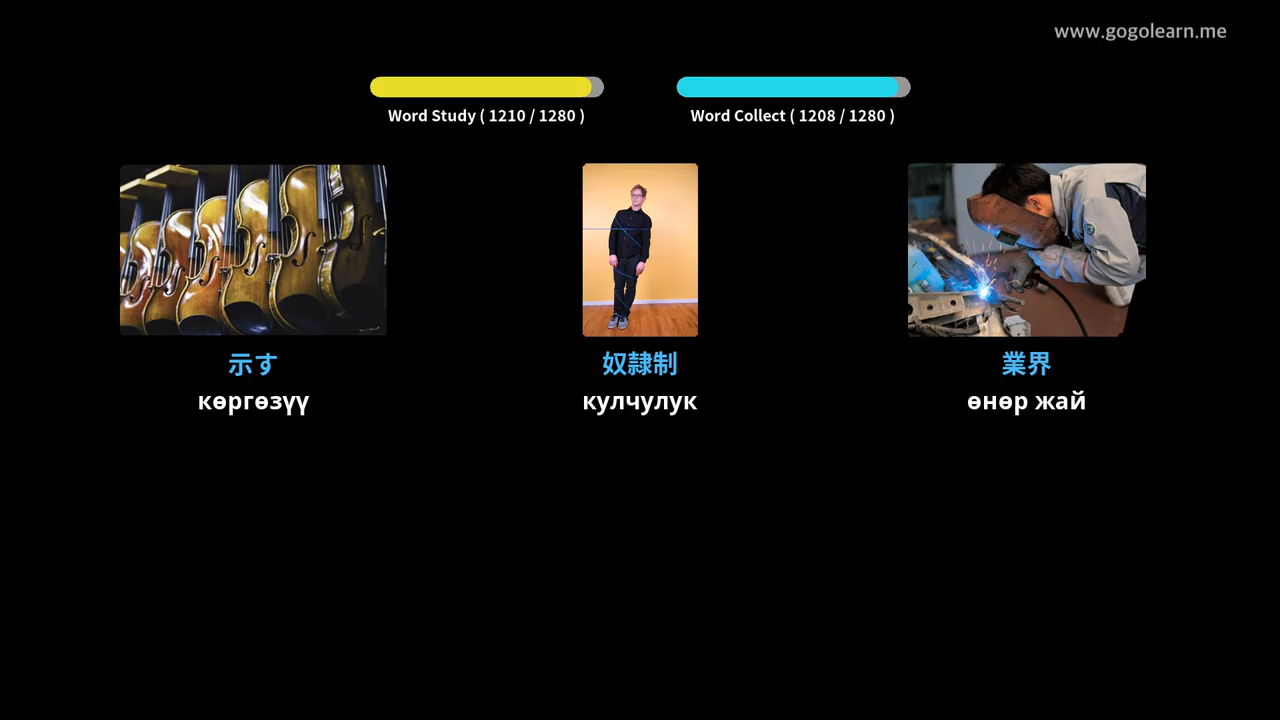 www.gogolearn.me
Word Study ( 1210 / 1280 )
Word Collect ( 1208 / 1280 )
示す
көргөзүү
奴隷制
кулчулук
業界
өнөр жай